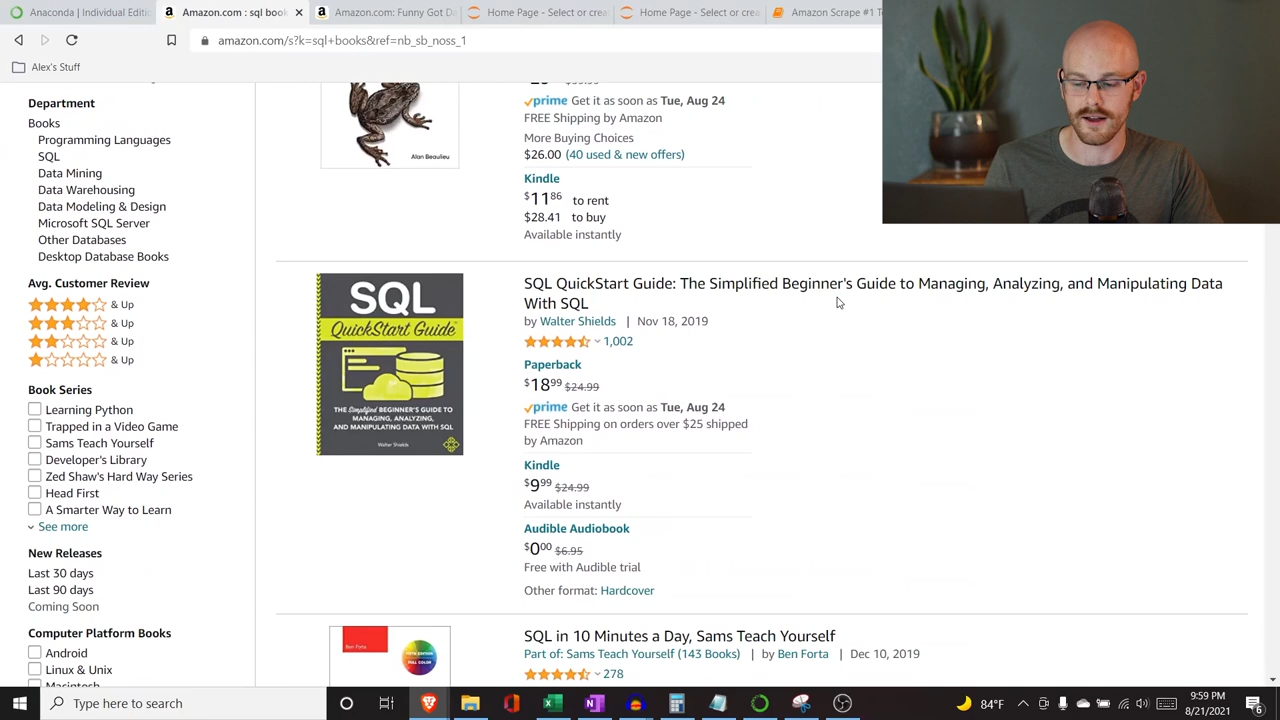 Anaconda | Individual Edition
Amazon.com : sql book
Amazon.com: Funny Got Da
Home Page - Select or crea
Home Page - Select or crea
Amazon Scrape #1
amazon.com/s?k=sql+books&ref=nb_sb_noss_1
Alex's Stuff
Department
Books
Programming Languages
SQL
Data Mining
Data Warehousing
Data Modeling & Design
Microsoft SQL Server
Other Databases
Desktop Database Books
Avg. Customer Review
& Up
& Up
& Up
& Up
Book Series
Learning Python
Trapped in a Video Game
Sams Teach Yourself
Developer's Library
Zed Shaw's Hard Way Series
Head First
A Smarter Way to Learn
See more
New Releases
Last 30 days
Last 90 days
Coming Soon
Computer Platform Books
Android
Linux & Unix
Macintosh
Alan Beaulieu
prime Get it as soon as Tue, Aug 24
FREE Shipping by Amazon
More Buying Choices
$26.00 (40 used & new offers)
Kindle
$11.86 to rent
$28.41 to buy
Available instantly
SQL
QuickStart Guide
THE Simplified BEGINNER'S GUIDE TO
MANAGING, ANALYZING,
AND MANIPULATING DATA WITH SQL
Walter Shields
SQL QuickStart Guide: The Simplified Beginner's Guide to Managing, Analyzing, and Manipulating Data
With SQL
by Walter Shields | Nov 18, 2019
1,002
Paperback
$18.99 $24.99
prime Get it as soon as Tue, Aug 24
FREE Shipping on orders over $25 shipped
by Amazon
Kindle
$9.99 $24.99
Available instantly
Audible Audiobook
$0.00 $6.95
Free with Audible trial
Other format: Hardcover
Ben Forta
SQL in 10 Minutes a Day, Sams Teach Yourself
Part of: Sams Teach Yourself (143 Books) | by Ben Forta | Dec 10, 2019
278
Type here to search
84°F
9:59 PM
8/21/2021
6